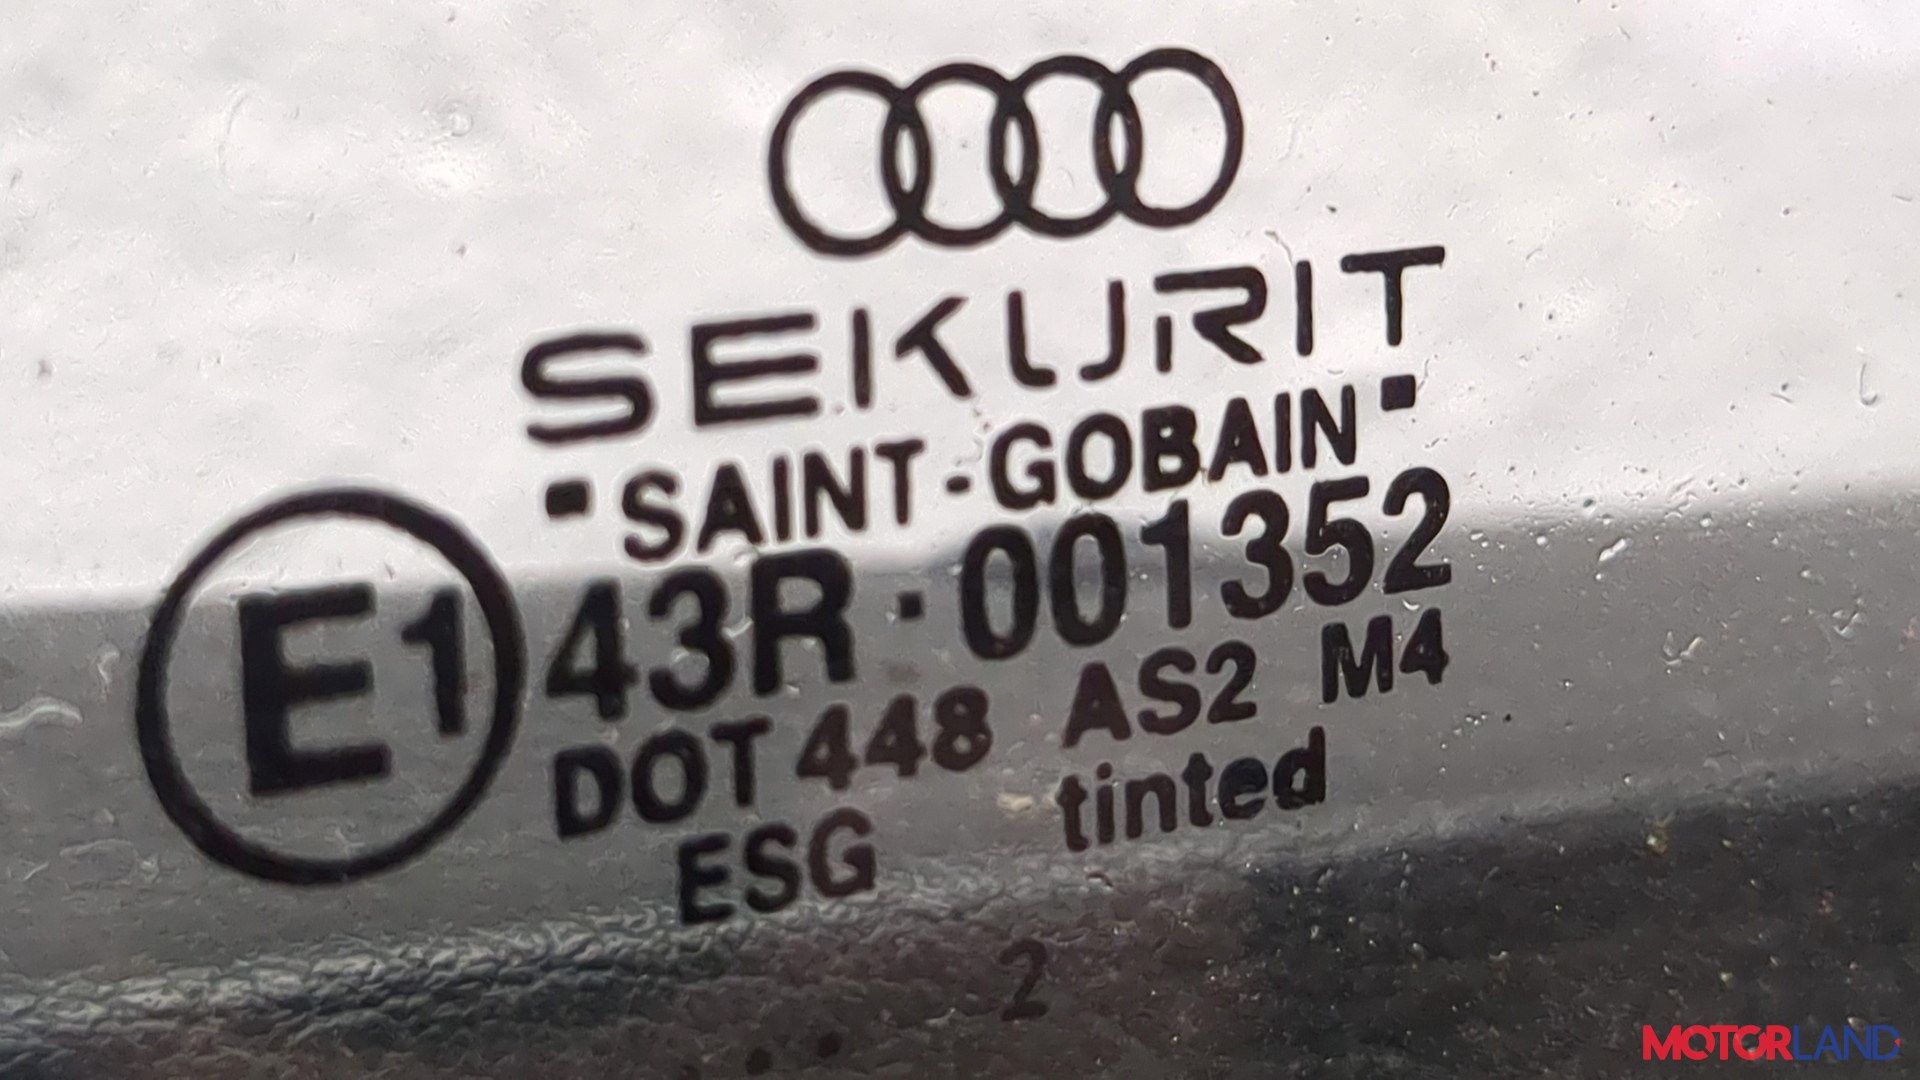 SEKURIT
"SAINT-GOBAIN"
E1 43R-001352
DOT 448 AS2 M4
ESG tinted
2
MOTORLAND